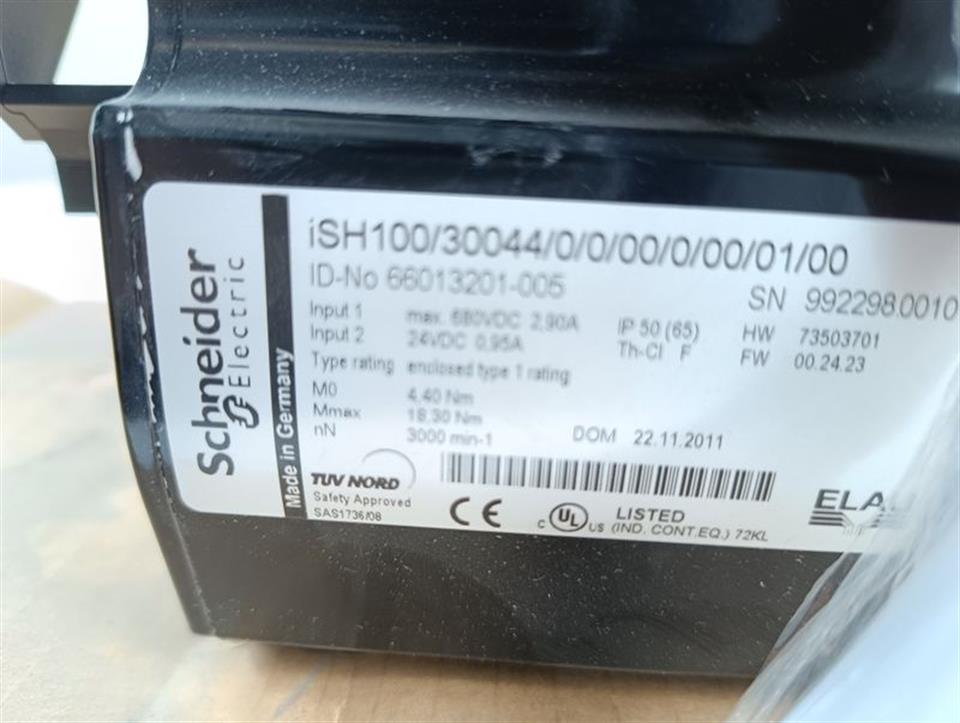 Schneider
Electric
Made in Germany
iSH100/30044/0/0/00/0/00/01/00
ID-No 66013201-005
SN 992298.0010
Input 1 max. 680VDC 2,90A IP 50 (65) HW 73503701
Input 2 24VDC 0,95A Th-Cl F FW 00.24.23
Type rating enclosed type 1 rating
M0 4,40 Nm
Mmax 18,30 Nm
nN 3000 min-1 DOM 22.11.2011
TÜV NORD
Safety Approved
SAS1736/08
CE
C UL US LISTED
(IND. CONT.EQ.) 72KL